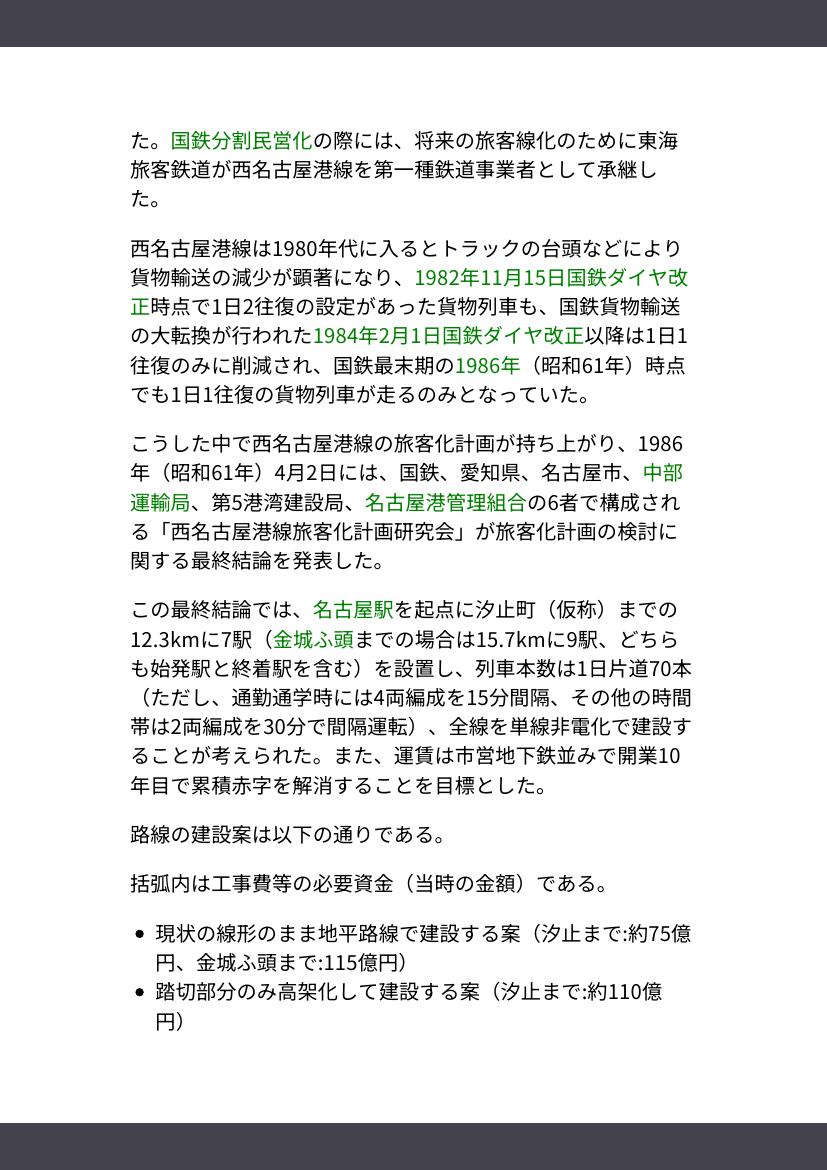 た。国鉄分割民営化の際には、将来の旅客線化のために東海
旅客鉄道が西名古屋港線を第一種鉄道事業者として承継し
た。
西名古屋港線は1980年代に入るとトラックの台頭などにより
貨物輸送の減少が顕著になり、1982年11月15日国鉄ダイヤ改
正時点で1日2往復の設定があった貨物列車も、国鉄貨物輸送
の大転換が行われた1984年2月1日国鉄ダイヤ改正以降は1日1
往復のみに削減され、国鉄最末期の1986年（昭和61年）時点
でも1日1往復の貨物列車が走るのみとなっていた。
こうした中で西名古屋港線の旅客化計画が持ち上がり、1986
年（昭和61年）4月2日には、国鉄、愛知県、名古屋市、中部
運輸局、第5港湾建設局、名古屋港管理組合の6者で構成され
る「西名古屋港線旅客化計画研究会」が旅客化計画の検討に
関する最終結論を発表した。
この最終結論では、名古屋駅を起点に汐止町（仮称）までの
12.3kmに7駅（金城ふ頭までの場合は15.7kmに9駅、どちら
も始発駅と終着駅を含む）を設置し、列車本数は1日片道70本
（ただし、通勤通学時には4両編成を15分間隔、その他の時間
帯は2両編成を30分で間隔運転）、全線を単線非電化で建設す
ることが考えられた。また、運賃は市営地下鉄並みで開業10
年目で累積赤字を解消することを目標とした。
路線の建設案は以下の通りである。
括弧内は工事費等の必要資金（当時の金額）である。
• 現状の線形のまま地平路線で建設する案（汐止まで:約75億
円、金城ふ頭まで:115億円）
• 踏切部分のみ高架化して建設する案（汐止まで:約110億
円）